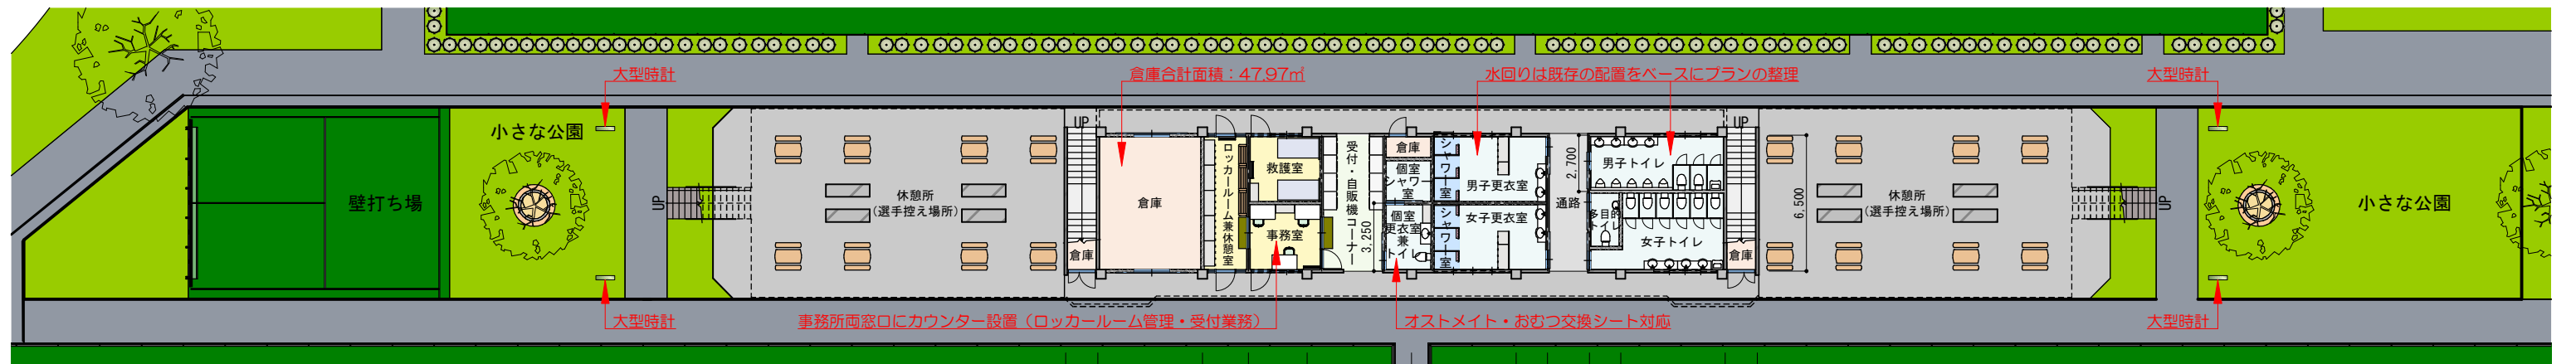 大型時計
倉庫合計面積：47.97㎡
水回りは既存の配置をベースにプランの整理
大型時計
小さな公園
壁打ち場
UP
休憩所
(選手控え場所)
UP
倉庫
倉庫
ロッカールーム兼休憩室
救護室
事務室
受付・自販機コーナー
3,250
倉庫
個室
シャワー
室
個室
更衣室
兼
トイレ
シャワー室
シャワー室
男子更衣室
女子更衣室
2,700
通路
男子トイレ
多目的
トイレ
女子トイレ
UP
倉庫
6,500
休憩所
(選手控え場所)
UP
小さな公園
大型時計
事務所両窓口にカウンター設置（ロッカールーム管理・受付業務）
オストメイト・おむつ交換シート対応
大型時計